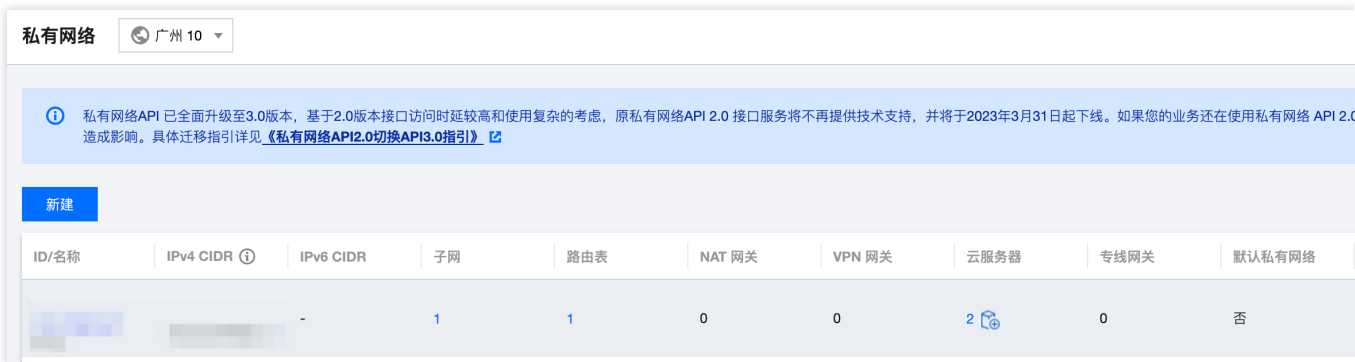 私有网络 广州 10
私有网络API 已全面升级至3.0版本，基于2.0版本接口访问时延较高和使用复杂的考虑，原私有网络API 2.0 接口服务将不再提供技术支持，并将于2023年3月31日起下线。如果您的业务还在使用私有网络 API 2.0
造成影响。具体迁移指引详见《私有网络API2.0切换API3.0指引》
新建
ID/名称 IPv4 CIDR IPv6 CIDR 子网 路由表 NAT 网关 VPN 网关 云服务器 专线网关 默认私有网络
- 1 1 0 0 2 0 否